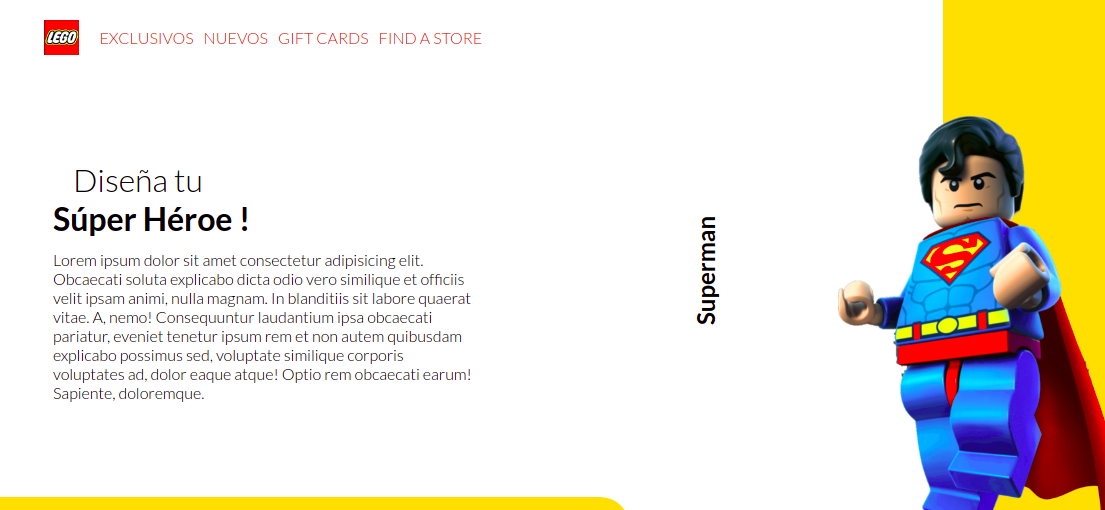 LEGO
EXCLUSIVOS NUEVOS GIFT CARDS FIND A STORE
Diseña tu
Súper Héroe !
Lorem ipsum dolor sit amet consectetur adipisicing elit.
Obcaecati soluta explicabo dicta odio vero similique et officiis
velit ipsam animi, nulla magnam. In blanditiis sit labore quaerat
vitae. A, nemo! Consequuntur laudantium ipsa obcaecati
pariatur, eveniet tenetur ipsum rem et non autem quibusdam
explicabo possimus sed, voluptate similique corporis
voluptates ad, dolor eaque atque! Optio rem obcaecati earum!
Sapiente, doloremque.
Superman
S